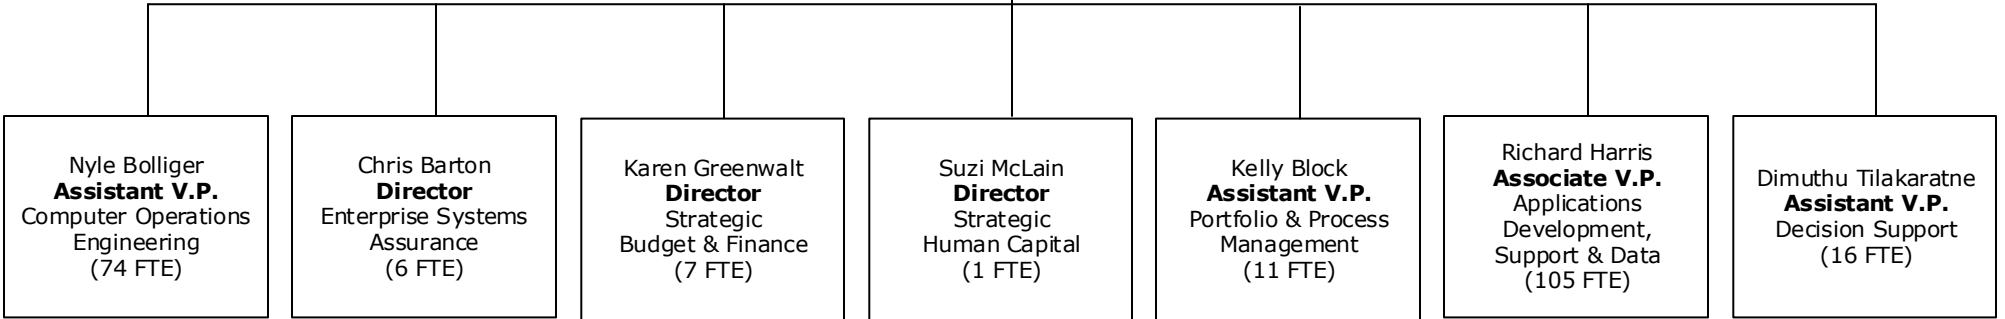 Nyle Bolliger
Assistant V.P.
Computer Operations
Engineering
(74 FTE)
Chris Barton
Director
Enterprise Systems
Assurance
(6 FTE)
Karen Greenwalt
Director
Strategic
Budget & Finance
(7 FTE)
Suzi McLain
Director
Strategic
Human Capital
(1 FTE)
Kelly Block
Assistant V.P.
Portfolio & Process
Management
(11 FTE)
Richard Harris
Associate V.P.
Applications
Development,
Support & Data
(105 FTE)
Dimuthu Tilakaratne
Assistant V.P.
Decision Support
(16 FTE)